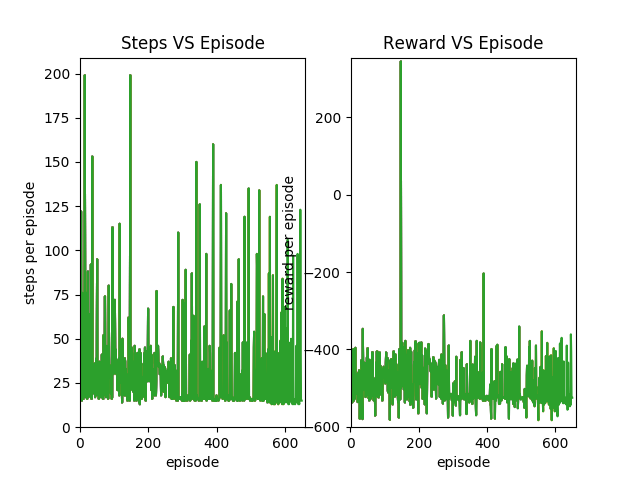 Steps VS Episode
steps per episode
200
175
150
125
100
75
50
25
0
0 200 400 600
episode
Reward VS Episode
reward per episode
200
0
−200
−400
−600
0 200 400 600
episode